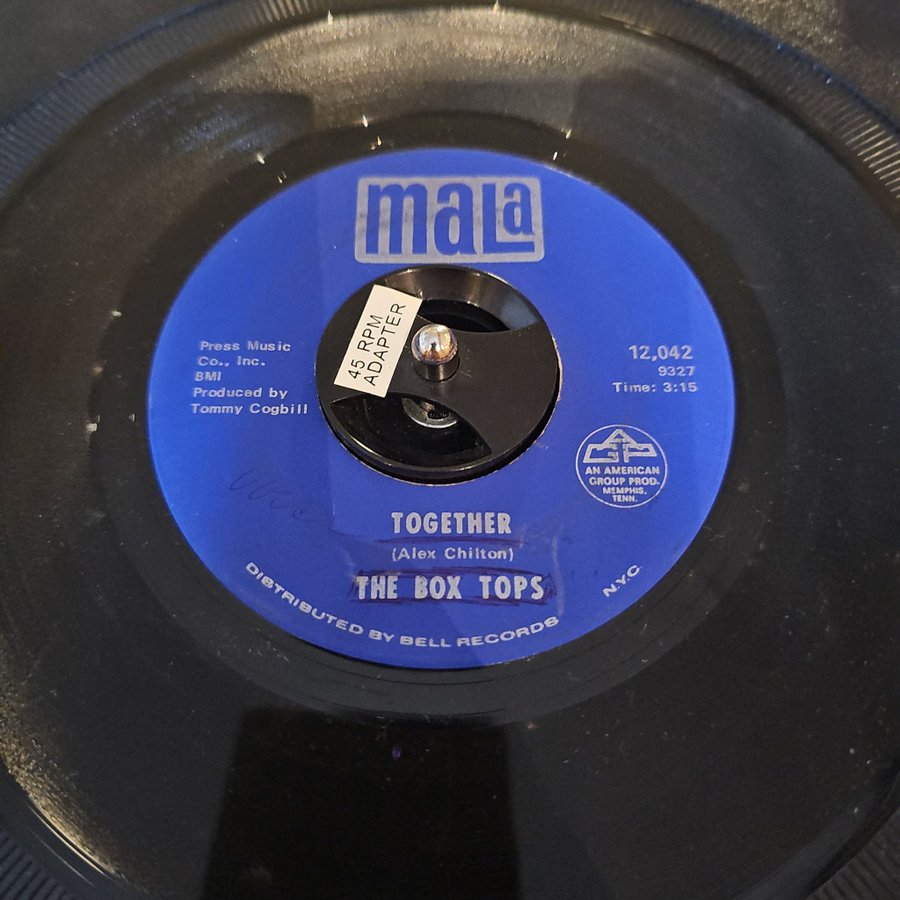 mala
45 RPM
ADAPTER
Press Music
Co., Inc.
BMI
Produced by
Tommy Cogbill
12,042
9327
Time: 3:15
AGP
AN AMERICAN
GROUP PROD.
MEMPHIS,
TENN.
TOGETHER
(Alex Chilton)
THE BOX TOPS
DISTRIBUTED BY BELL RECORDS
N.Y.C.